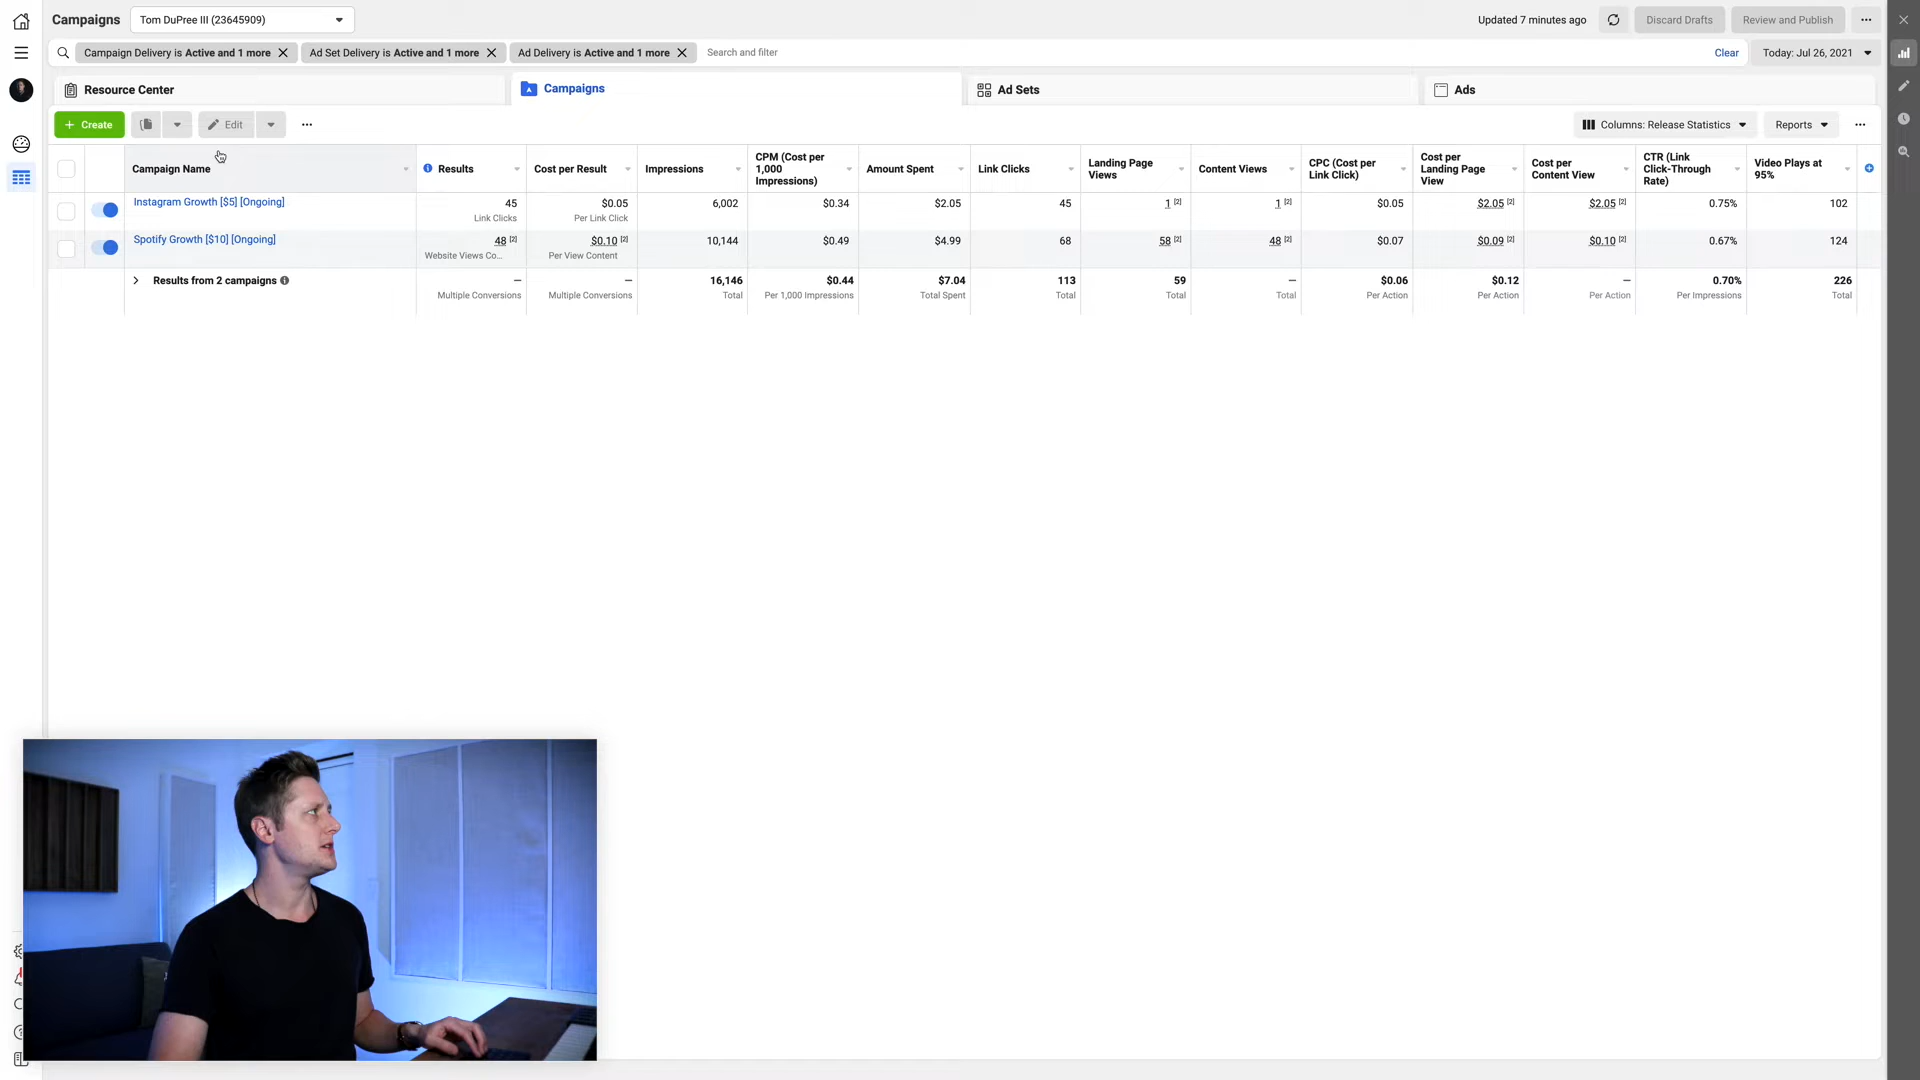 Campaigns
Tom DuPree III (23645909)
Updated 7 minutes ago
Discard Drafts
Review and Publish
Campaign Delivery is Active and 1 more
Ad Set Delivery is Active and 1 more
Ad Delivery is Active and 1 more
Search and filter
Clear
Today: Jul 26, 2021
Resource Center
Campaigns
Ad Sets
Ads
+ Create
Edit
Columns: Release Statistics
Reports
Campaign Name
Results
Cost per Result
Impressions
CPM (Cost per
1,000
Impressions)
Amount Spent
Link Clicks
Landing Page
Views
Content Views
CPC (Cost per
Link Click)
Cost per
Landing Page
View
Cost per
Content View
CTR (Link
Click-Through
Rate)
Video Plays at
95%
Instagram Growth [$5] [Ongoing]
45
Link Clicks
$0.05
Per Link Click
6,002
$0.34
$2.05
45
1 [2]
1 [2]
$0.05
$2.05 [2]
$2.05 [2]
0.75%
102
Spotify Growth [$10] [Ongoing]
48 [2]
Website Views Co...
$0.10 [2]
Per View Content
10,144
$0.49
$4.99
68
58 [2]
48 [2]
$0.07
$0.09 [2]
$0.10 [2]
0.67%
124
Results from 2 campaigns
—
Multiple Conversions
—
Multiple Conversions
16,146
Total
$0.44
Per 1,000 Impressions
$7.04
Total Spent
113
Total
59
Total
—
Total
$0.06
Per Action
$0.12
Per Action
—
Per Action
0.70%
Per Impressions
226
Total